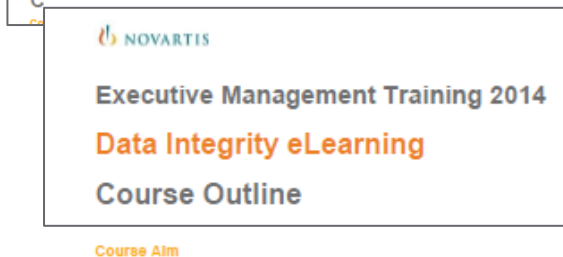 NOVARTIS
Executive Management Training 2014
Data Integrity eLearning
Course Outline
Course Aim